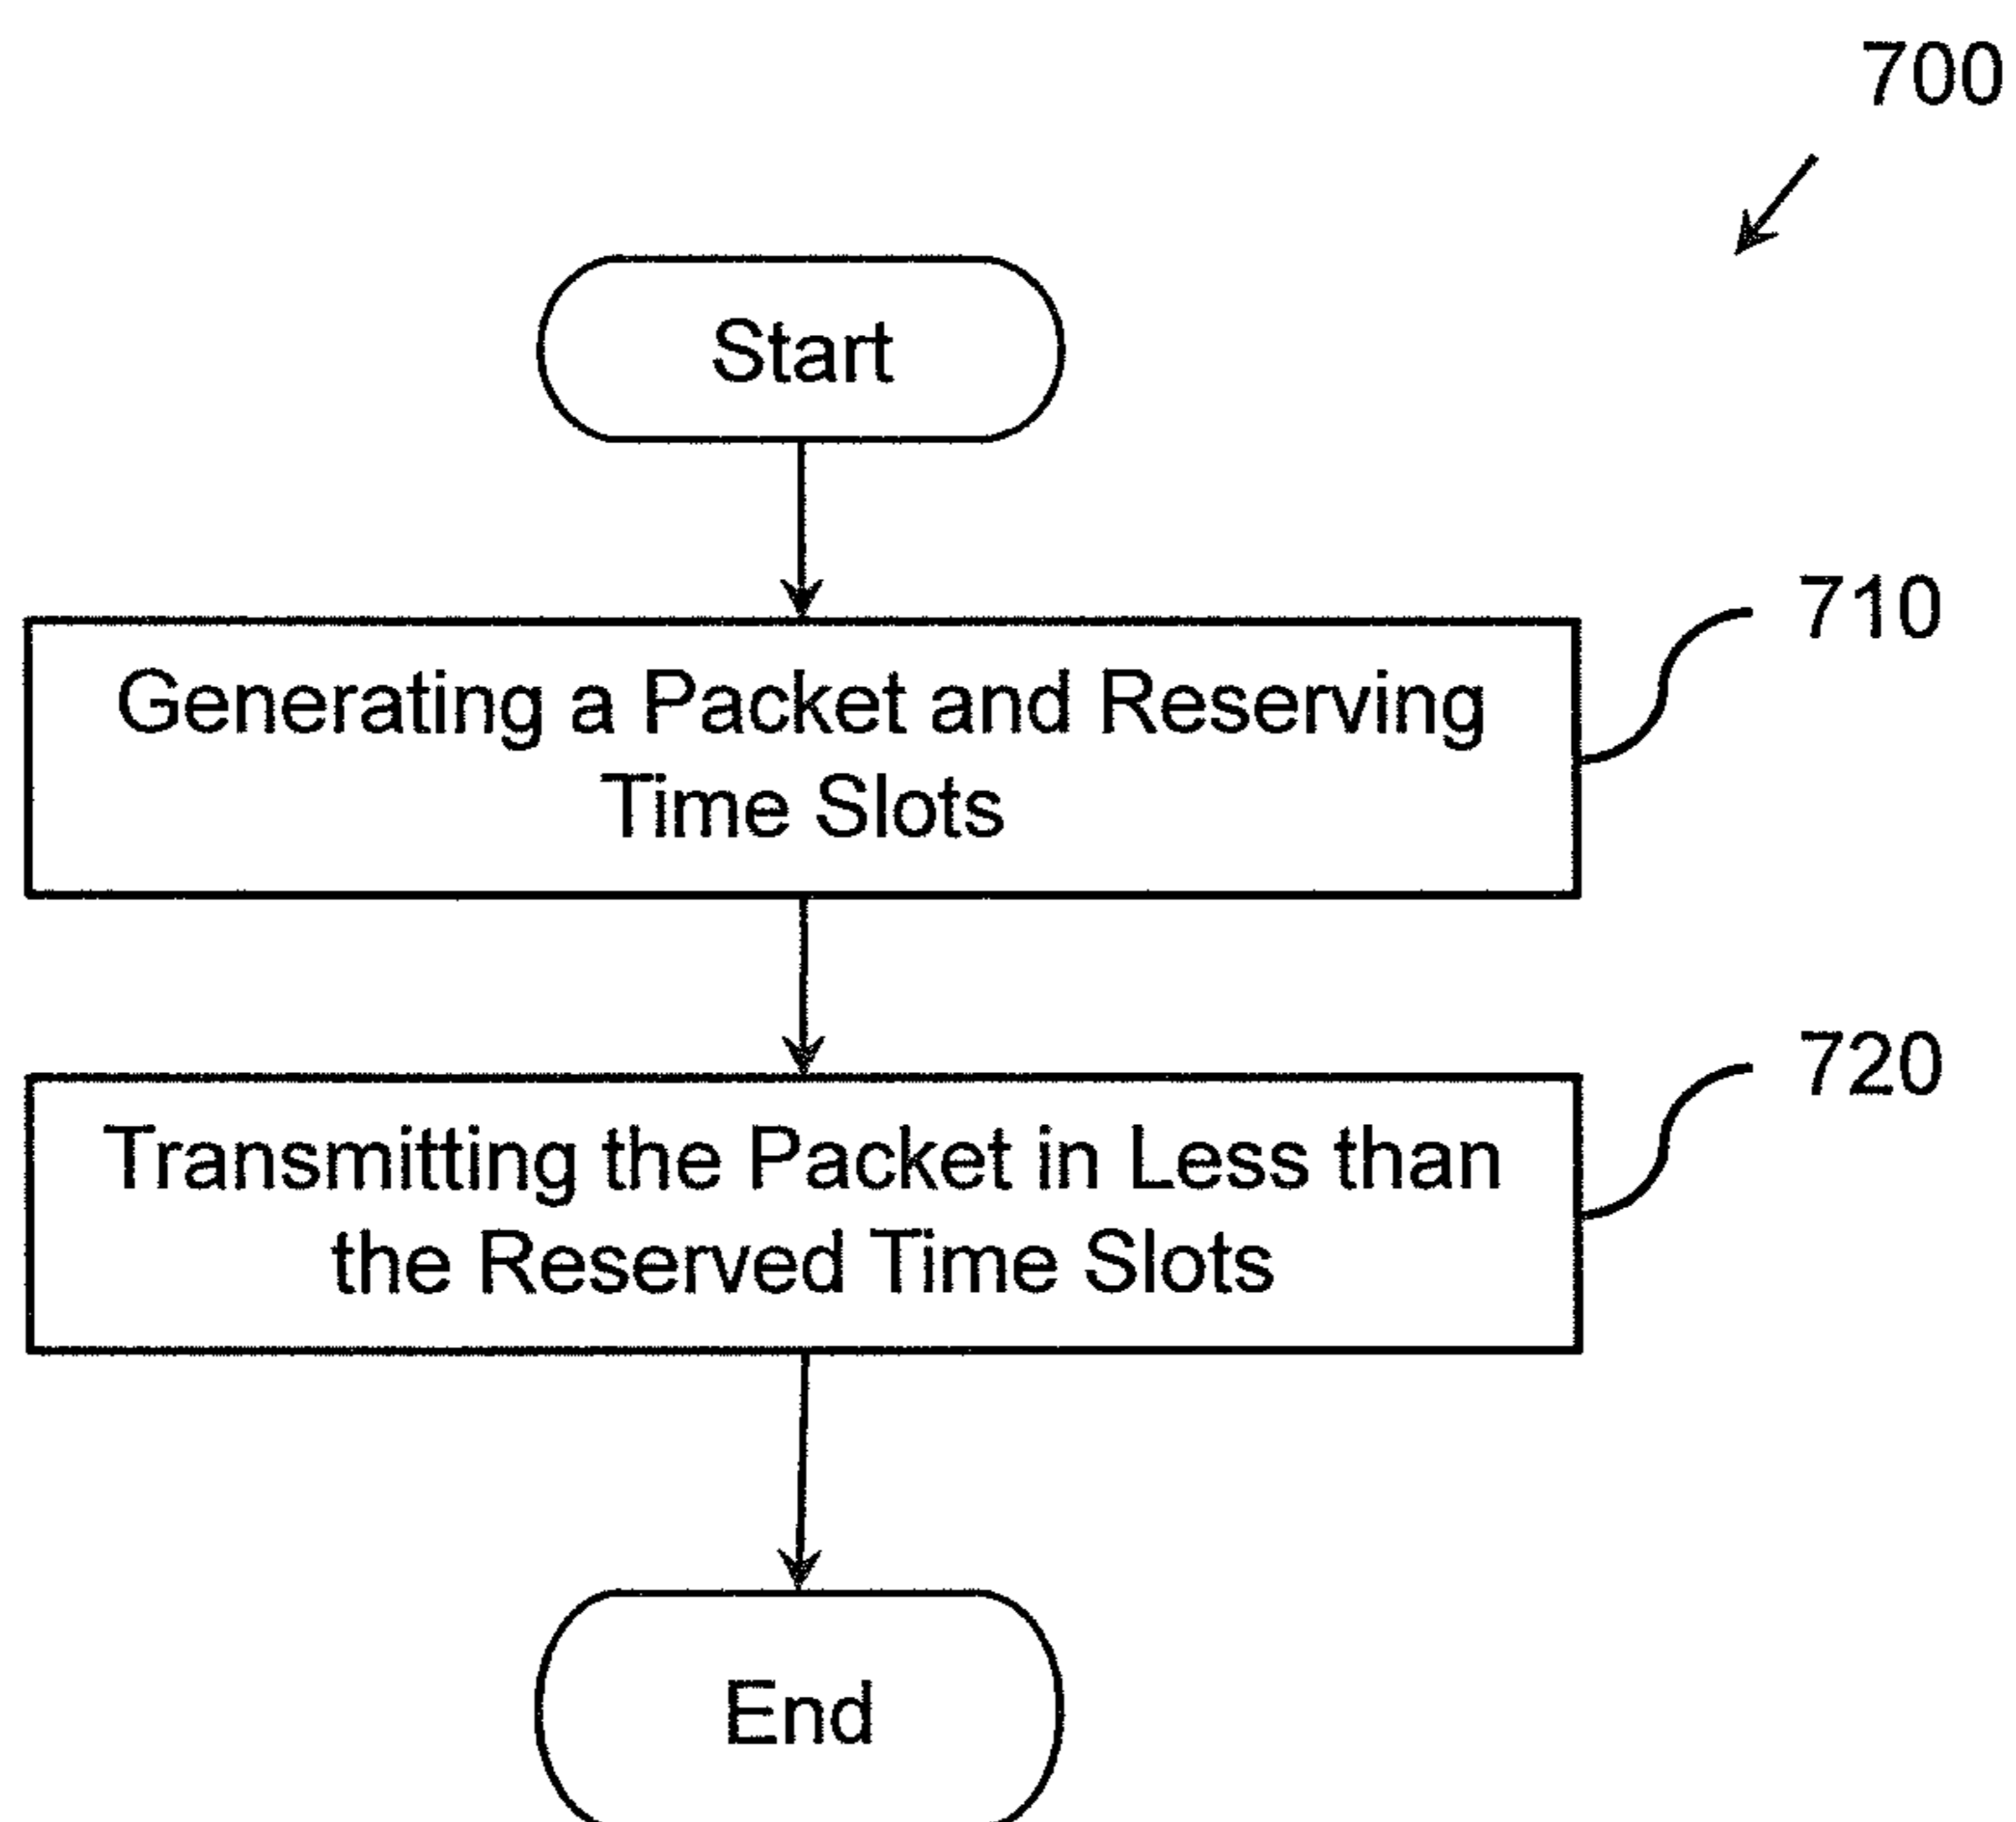 700
Start
710
Generating a Packet and Reserving
Time Slots
720
Transmitting the Packet in Less than
the Reserved Time Slots
End